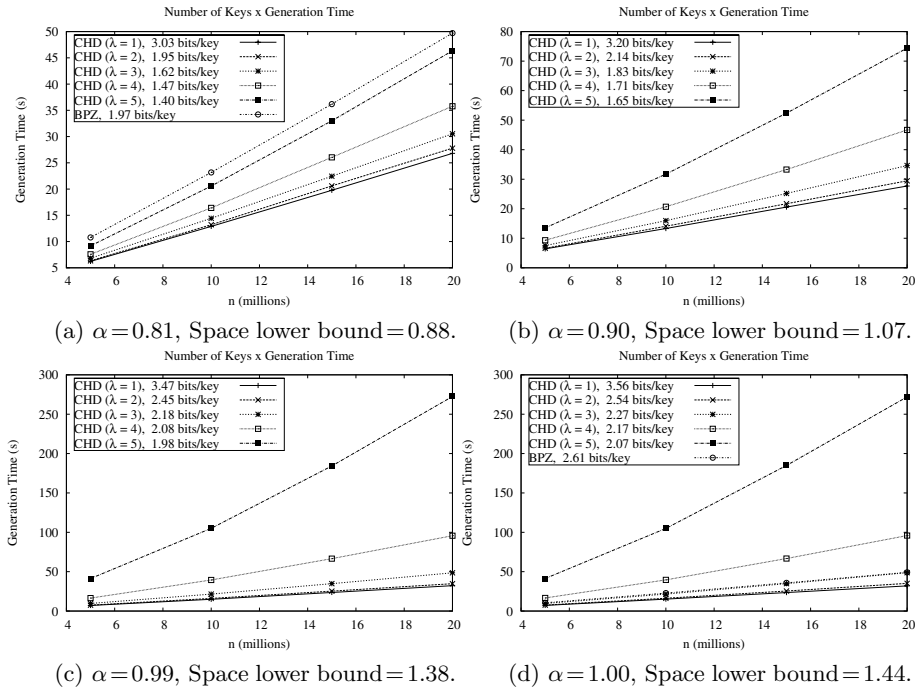 Number of Keys x Generation Time
Generation Time (s)
50
45
40
35
30
25
20
15
10
5
CHD (λ = 1), 3.03 bits/key
CHD (λ = 2), 1.95 bits/key
CHD (λ = 3), 1.62 bits/key
CHD (λ = 4), 1.47 bits/key
CHD (λ = 5), 1.40 bits/key
BPZ, 1.97 bits/key
4 6 8 10 12 14 16 18 20
n (millions)
(a) α=0.81, Space lower bound=0.88.
Number of Keys x Generation Time
Generation Time (s)
90
80
70
60
50
40
30
20
10
0
CHD (λ = 1), 3.20 bits/key
CHD (λ = 2), 2.14 bits/key
CHD (λ = 3), 1.83 bits/key
CHD (λ = 4), 1.71 bits/key
CHD (λ = 5), 1.65 bits/key
4 6 8 10 12 14 16 18 20
n (millions)
(b) α=0.90, Space lower bound=1.07.
Number of Keys x Generation Time
Generation Time (s)
300
250
200
150
100
50
0
CHD (λ = 1), 3.47 bits/key
CHD (λ = 2), 2.45 bits/key
CHD (λ = 3), 2.18 bits/key
CHD (λ = 4), 2.08 bits/key
CHD (λ = 5), 1.98 bits/key
4 6 8 10 12 14 16 18 20
n (millions)
(c) α=0.99, Space lower bound=1.38.
Number of Keys x Generation Time
Generation Time (s)
300
250
200
150
100
50
0
CHD (λ = 1), 3.56 bits/key
CHD (λ = 2), 2.54 bits/key
CHD (λ = 3), 2.27 bits/key
CHD (λ = 4), 2.17 bits/key
CHD (λ = 5), 2.07 bits/key
BPZ, 2.61 bits/key
4 6 8 10 12 14 16 18 20
n (millions)
(d) α=1.00, Space lower bound=1.44.